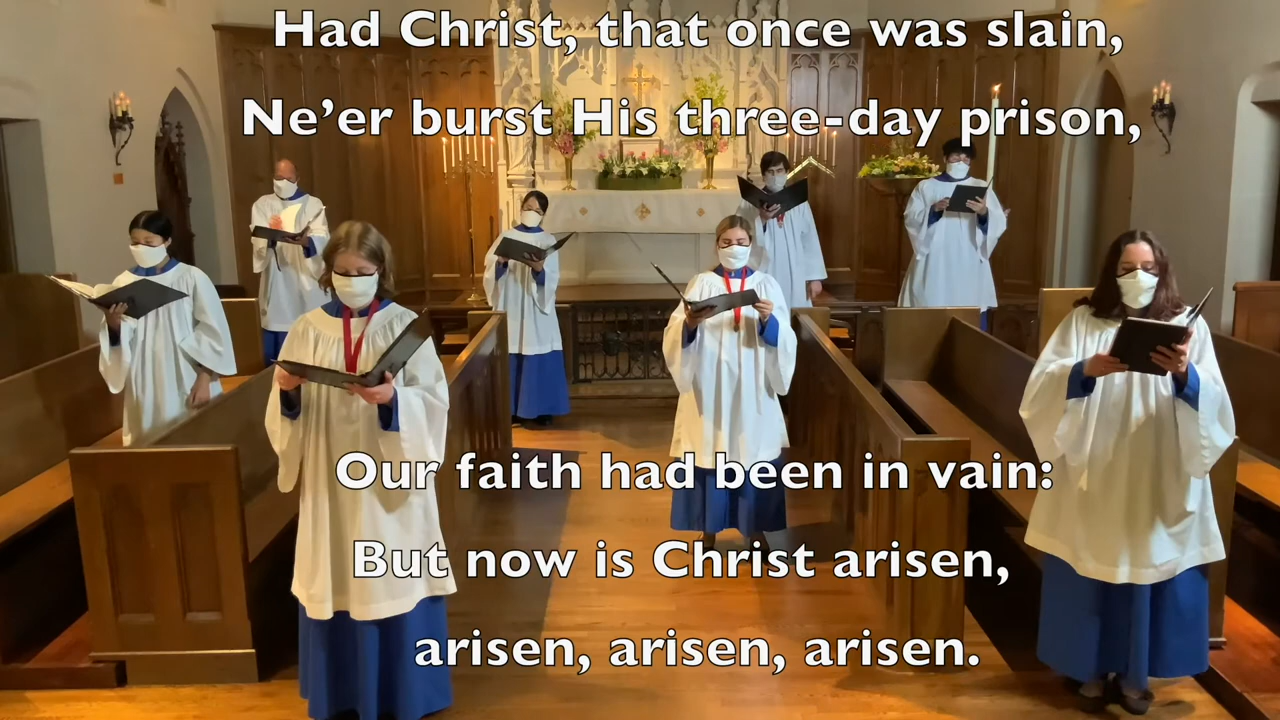 Had Christ, that once was slain,
Ne’er burst His three-day prison,
Our faith had been in vain:
But now is Christ arisen,
arisen, arisen, arisen.